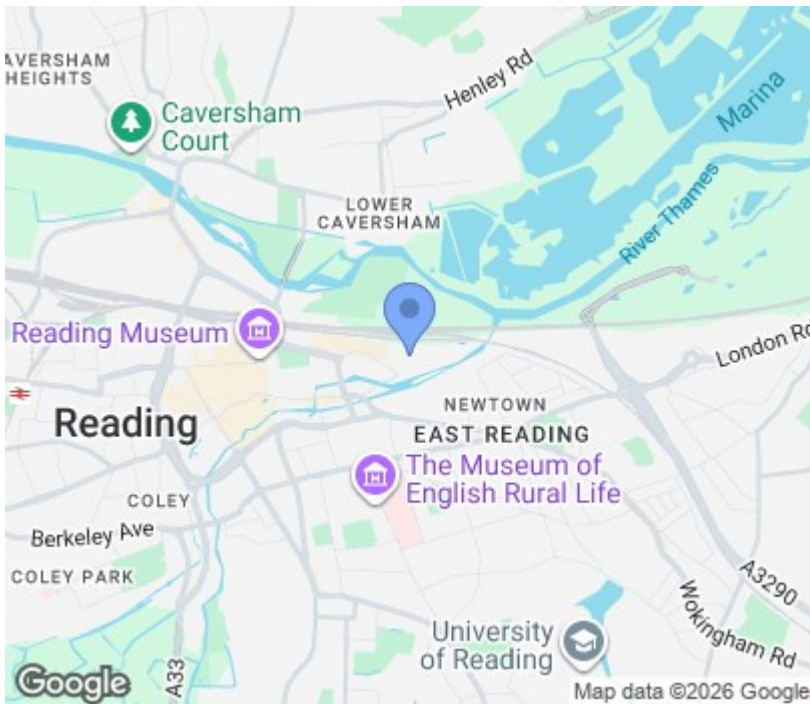 AVERSHAM
HEIGHTS
Henley Rd
Marina
Caversham
Court
LOWER
CAVERSHAM
River Thames
Reading Museum
London Rd
Reading
NEWTOWN
EAST READING
The Museum of
English Rural Life
COLEY
Berkeley Ave
COLEY PARK
A3290
Wokingham Rd
University
of Reading
A33
Google
Map data ©2026 Google